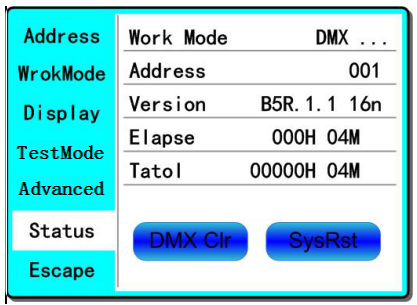 Address
WrokMode
Display
TestMode
Advanced
Status
Escape
Work Mode DMX ...
Address 001
Version B5R.1.1 16n
Elapse 000H 04M
Tatol 00000H 04M
DMX Clr SysRst